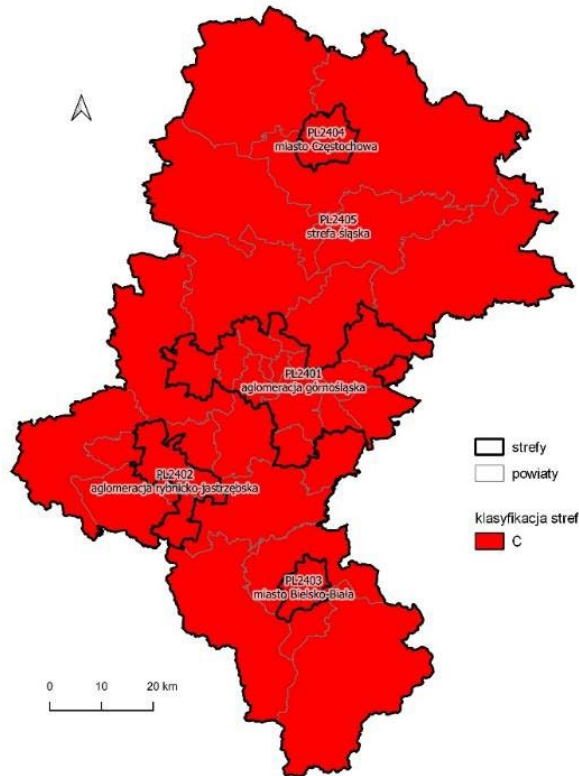 PL2404
miasto Częstochowa
PL2405
strefa śląska
PL2401
aglomeracja górnośląska
PL2402
aglomeracja rybnicko-jastrzębska
PL2403
miasto Bielsko-Biała
strefy
powiaty
klasyfikacja stref
C
0 10 20 km